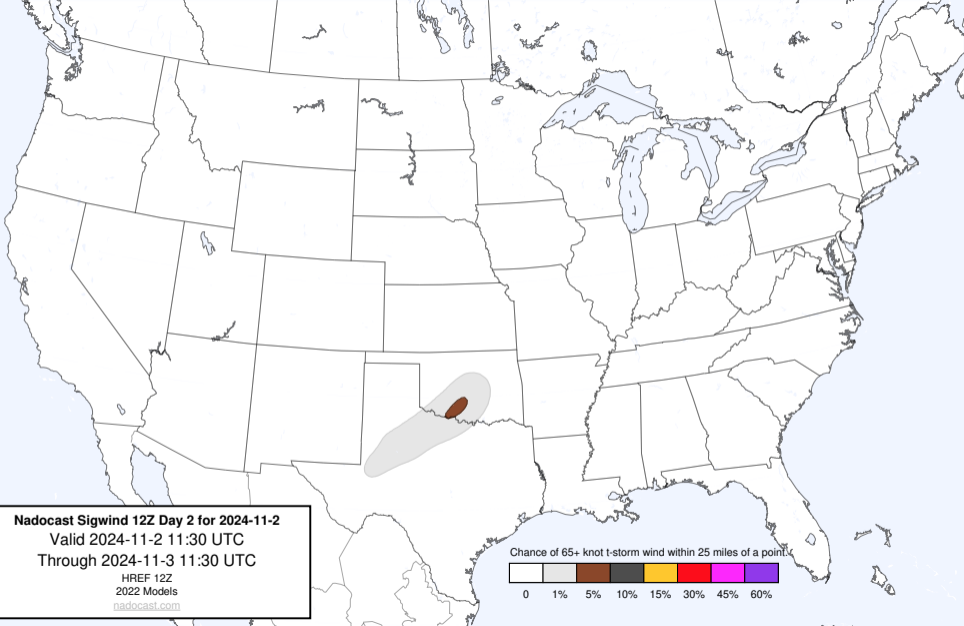 Nadocast Sigwind 12Z Day 2 for 2024-11-2
Valid 2024-11-2 11:30 UTC
Through 2024-11-3 11:30 UTC
HREF 12Z
2022 Models
nadocast.com
Chance of 65+ knot t-storm wind within 25 miles of a point.
0 1% 5% 10% 15% 30% 45% 60%